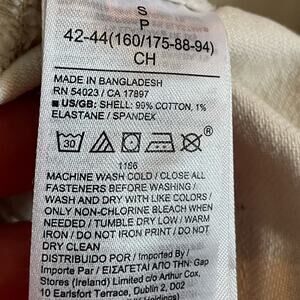 S
P
42-44(160/175-88-94)
CH
MADE IN BANGLADESH
RN 54023 / CA 17897
■ US/GB: SHELL: 99% COTTON, 1%
ELASTANE / SPANDEX
30
®
1166
MACHINE WASH COLD / CLOSE ALL
FASTENERS BEFORE WASHING /
WASH AND DRY WITH LIKE COLORS /
ONLY NON-CHLORINE BLEACH WHEN
NEEDED / TUMBLE DRY LOW / WARM
IRON / DO NOT IRON PRINT / DO NOT
DRY CLEAN
DISTRIBUIDO POR / Imported By /
Importe Par / ΕΙΣΑΓΕΤΑΙ ΑΠΟ ΤΗΝ: Gap
Stores (Ireland) Limited c/o Arthur Cox,
10 Earlsfort Terrace, Dublin 2, D02
Holdings)